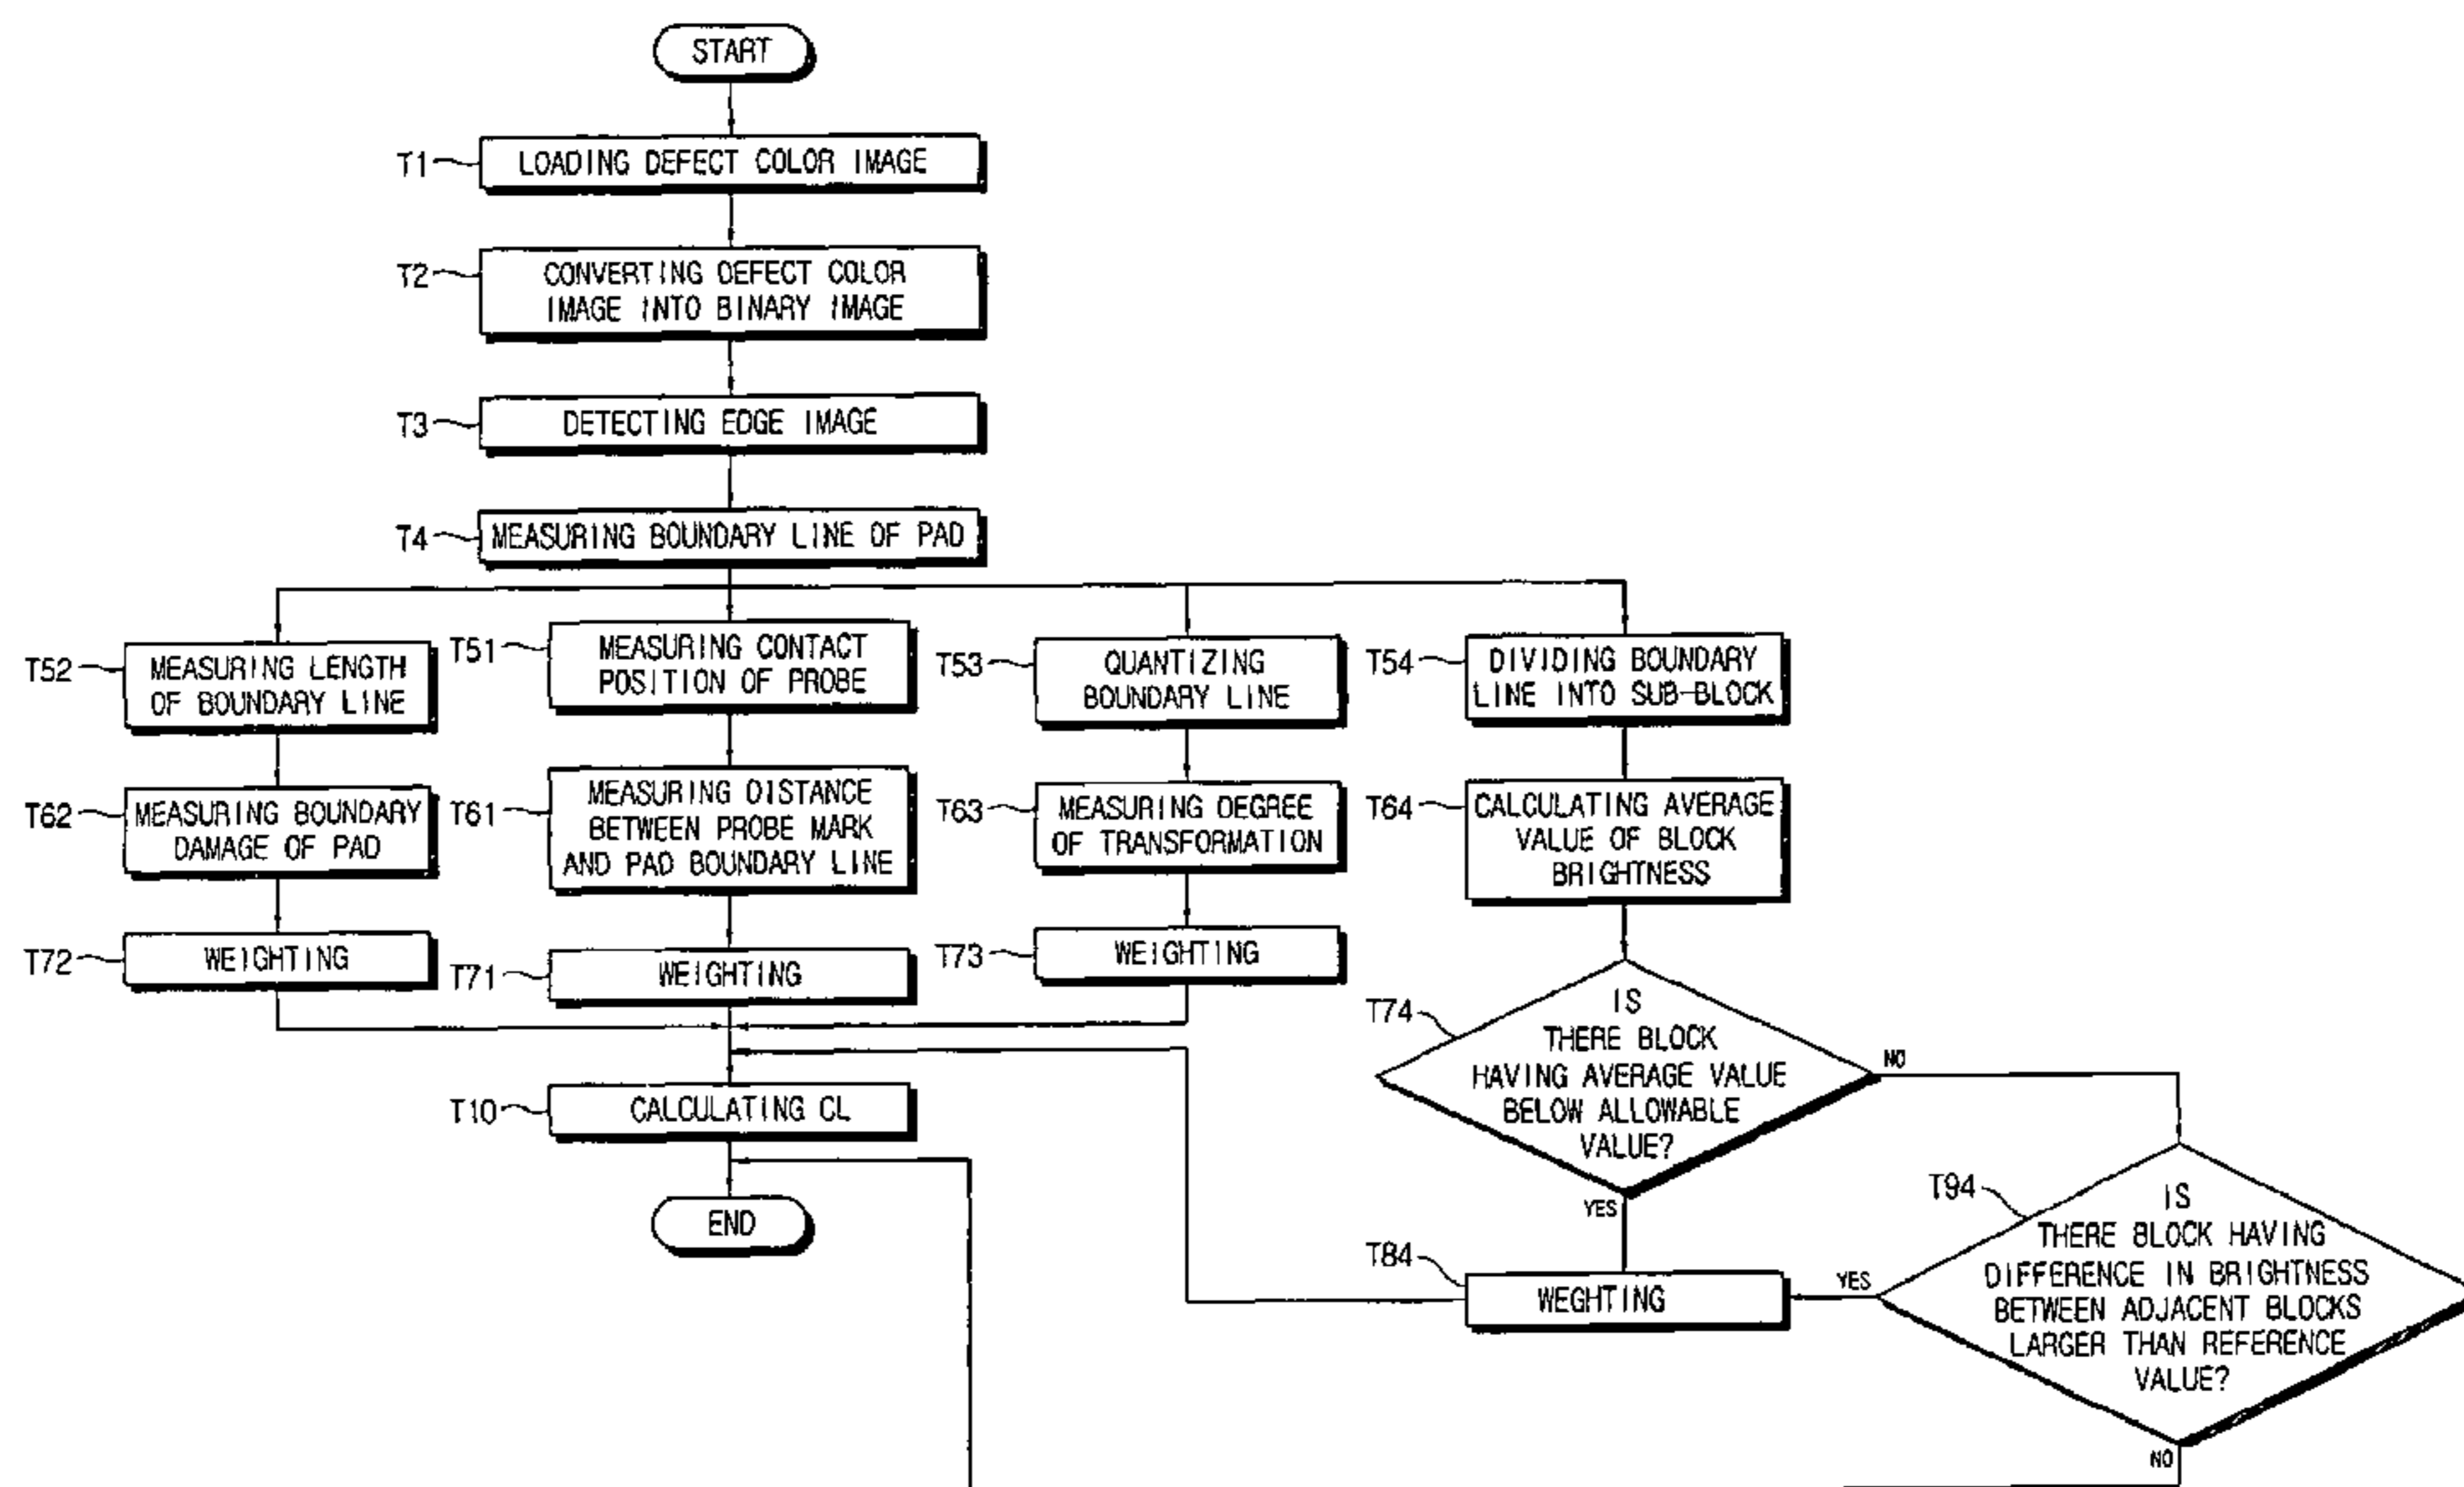 START
T1
LOADING DEFECT COLOR IMAGE
T2
CONVERTING DEFECT COLOR
IMAGE INTO BINARY IMAGE
T3
DETECTING EDGE IMAGE
T4
MEASURING BOUNDARY LINE OF PAD
T52
MEASURING LENGTH
OF BOUNDARY LINE
T51
MEASURING CONTACT
POSITION OF PROBE
T53
QUANTIZING
BOUNDARY LINE
T54
DIVIDING BOUNDARY
LINE INTO SUB-BLOCK
T62
MEASURING BOUNDARY
DAMAGE OF PAD
T61
MEASURING DISTANCE
BETWEEN PROBE MARK
AND PAD BOUNDARY LINE
T63
MEASURING DEGREE
OF TRANSFORMATION
T64
CALCULATING AVERAGE
VALUE OF BLOCK
BRIGHTNESS
T72
WEIGHTING
T71
WEIGHTING
T73
WEIGHTING
T74
IS
THERE BLOCK
HAVING AVERAGE VALUE
BELOW ALLOWABLE
VALUE?
NO
YES
T10
CALCULATING CL
END
T84
WEGHTING
T94
IS
THERE BLOCK HAVING
DIFFERENCE IN BRIGHTNESS
BETWEEN ADJACENT BLOCKS
LARGER THAN REFERENCE
VALUE?
YES
NO